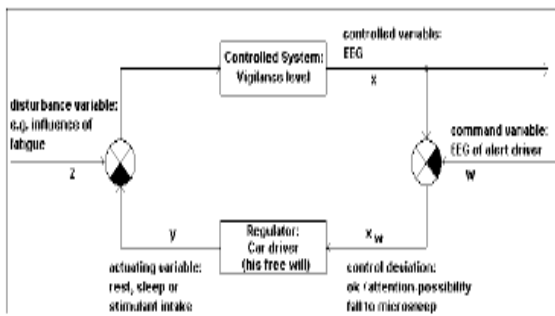 controlled variable:
EEG
Controlled System:
Vigilance level
x
disturbance variable:
e.g. influence of
fatigue
z
command variable:
EEG of alert driver
w
y
Regulator:
Car driver
(his free will)
xw
actuating variable:
rest, sleep or
stimulant intake
control deviation:
ok / attention-possibility
fall to microsleep